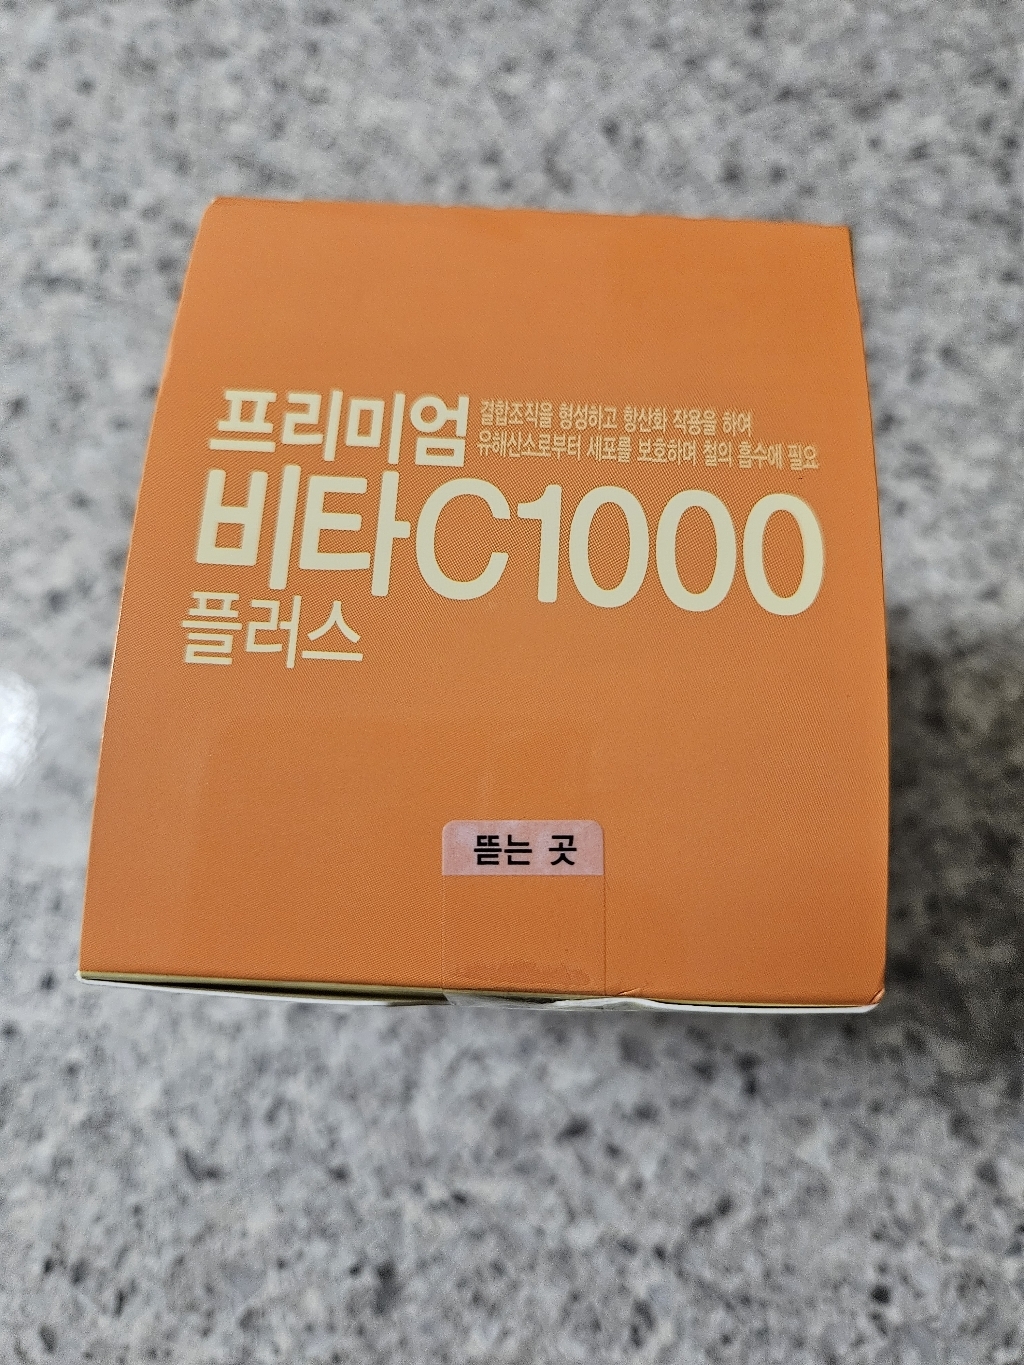 프리미엄
결합조직을 형성하고 항산화 작용을 하여
유해산소로부터 세포를 보호하며 철의 흡수에 필요
비타C1000
플러스
뜯는 곳